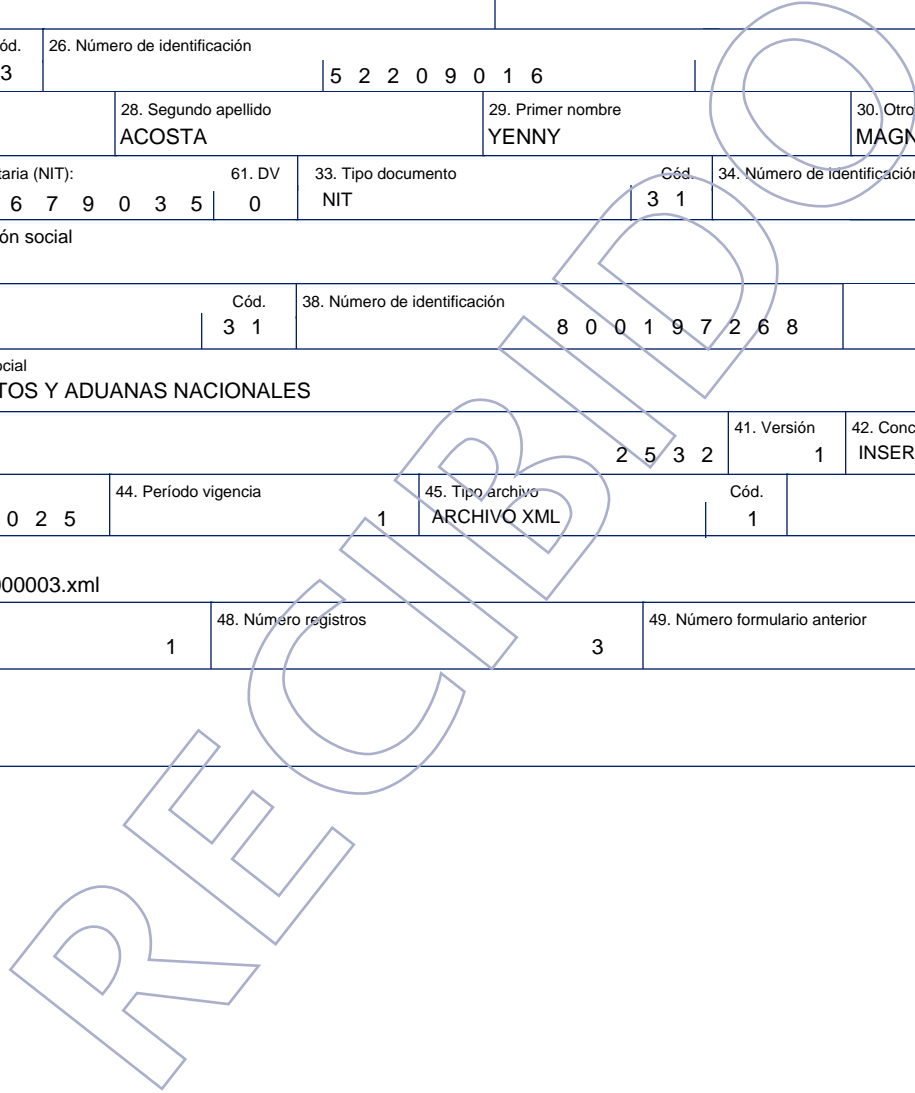 ód. 26. Número de identificación
3 5 2 2 0 9 0 1 6
28. Segundo apellido 29. Primer nombre 30. Otro
ACOSTA YENNY MAGN
taria (NIT): 61. DV 33. Tipo documento Cód. 34. Número de identificación
6 7 9 0 3 5 0 NIT 3 1
ón social
Cód. 38. Número de identificación
3 1 8 0 0 1 9 7 2 6 8
ocial
TOS Y ADUANAS NACIONALES
41. Versión 42. Conc
2 5 3 2 1 INSER
44. Período vigencia 45. Tipo archivo Cód.
0 2 5 1 ARCHIVO XML 1
000003.xml
48. Número registros 49. Número formulario anterior
1 3
RECIBIDO